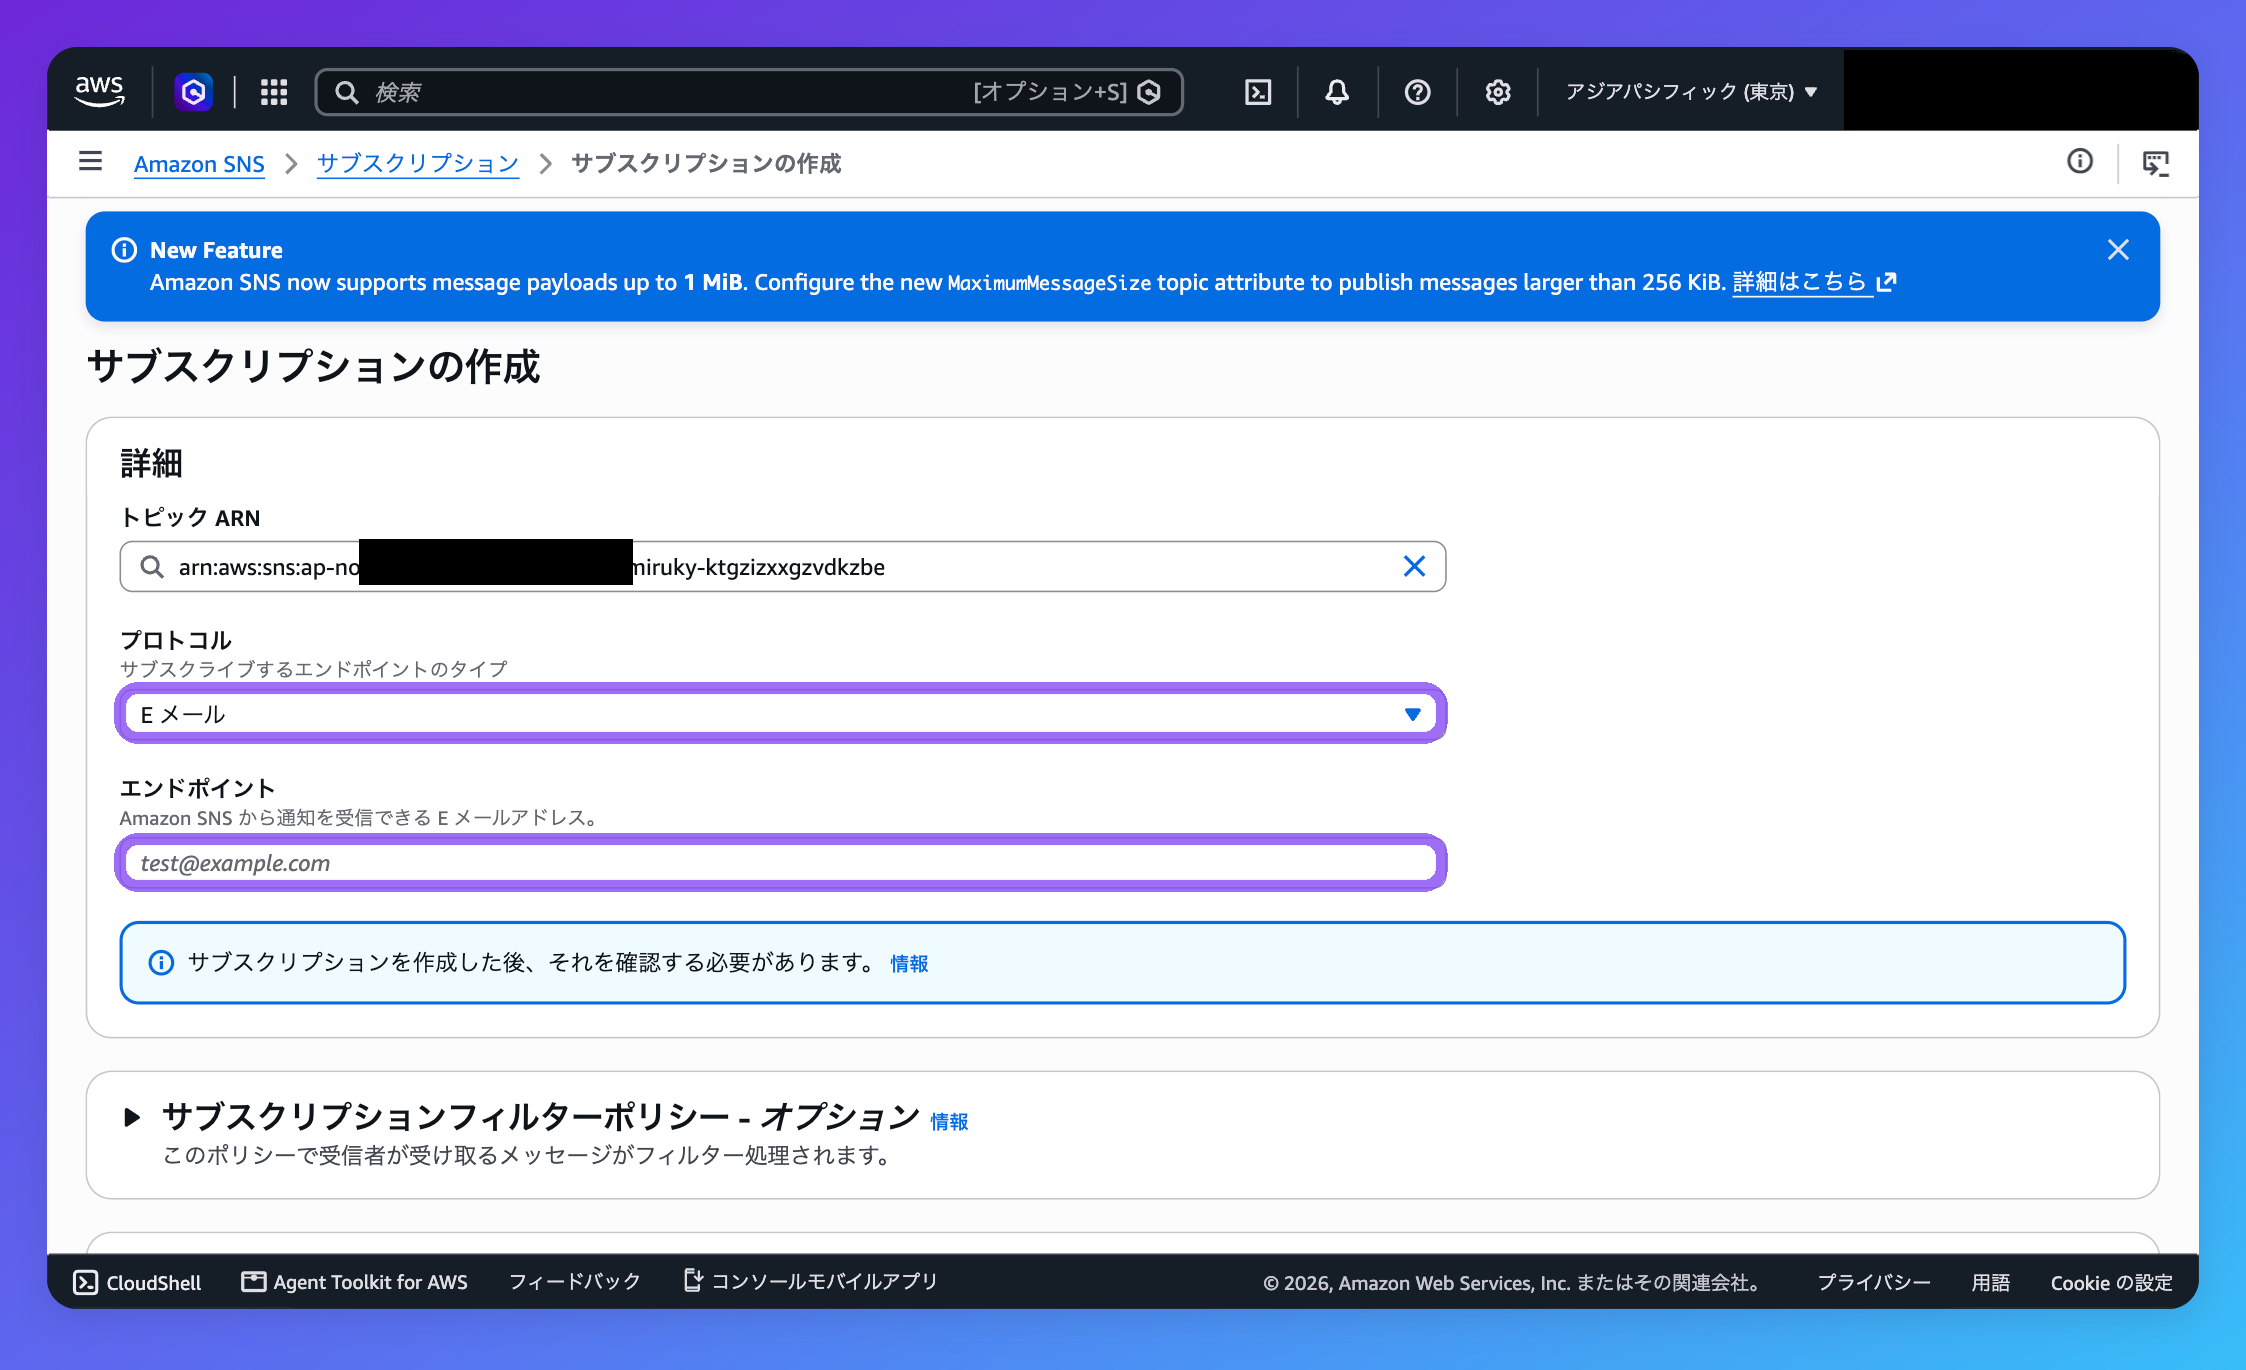 aws
検索
[オプション+S]
アジアパシフィック (東京)
Amazon SNS
サブスクリプション
サブスクリプションの作成
New Feature
Amazon SNS now supports message payloads up to 1 MiB. Configure the new MaximumMessageSize topic attribute to publish messages larger than 256 KiB. 詳細はこちら
サブスクリプションの作成
詳細
トピック ARN
arn:aws:sns:ap-no miruky-ktgzizxxgzvdkzbe
プロトコル
サブスクライブするエンドポイントのタイプ
E メール
エンドポイント
Amazon SNS から通知を受信できる E メールアドレス。
test@example.com
サブスクリプションを作成した後、それを確認する必要があります。 情報
サブスクリプションフィルターポリシー - オプション 情報
このポリシーで受信者が受け取るメッセージがフィルター処理されます。
CloudShell
Agent Toolkit for AWS
フィードバック
コンソールモバイルアプリ
© 2026, Amazon Web Services, Inc. またはその関連会社。
プライバシー
用語
Cookie の設定